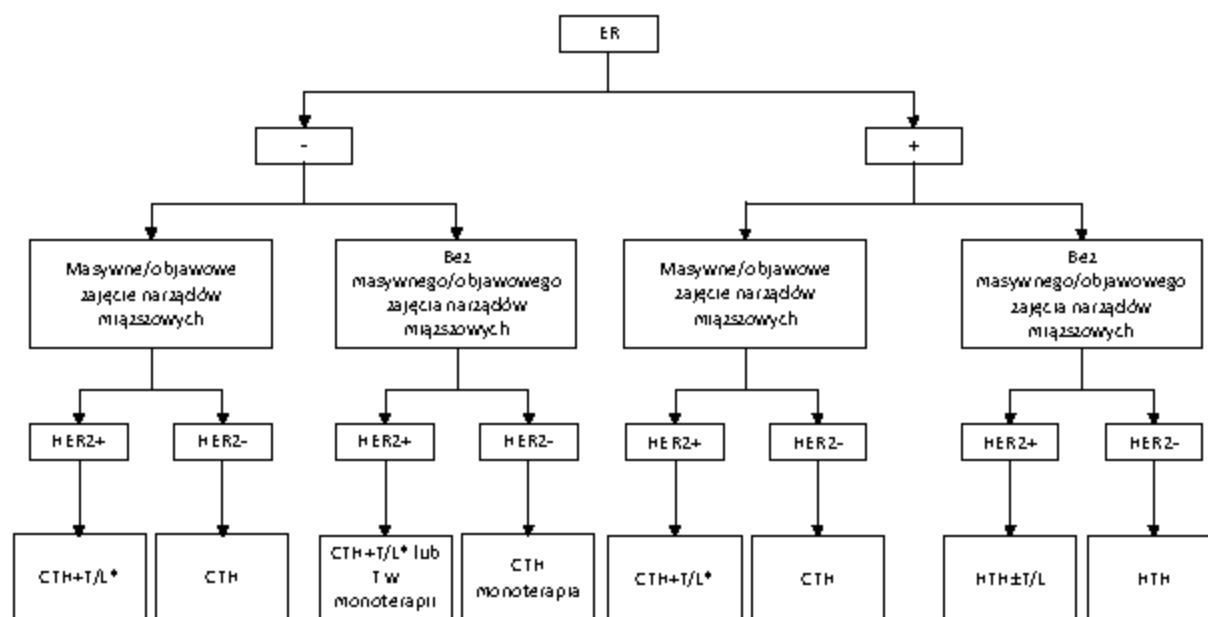 ER
-
+
Masywne/objawowe
zajęcie narządów
miąższowych
Bez
masywnego/objawowego
zajęcia narządów
miąższowych
Masywne/objawowe
zajęcie narządów
miąższowych
Bez
masywnego/objawowego
zajęcia narządów
miąższowych
HER2+
HER2-
HER2+
HER2-
HER2+
HER2-
HER2+
HER2-
CTH+T/L*
CTH
CTH+T/L* lub
T w
monoterapii
CTH
monoterapia
CTH+T/L*
CTH
HTH±T/L
HTH